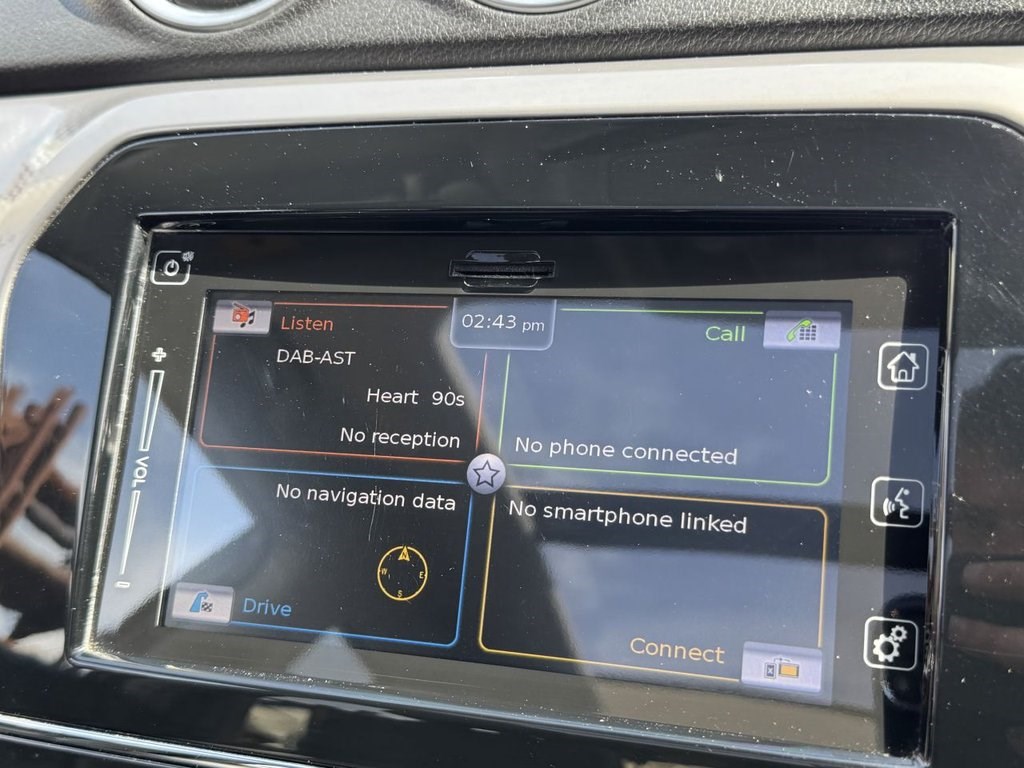 02:43 pm
Listen
DAB-AST
Heart 90s
No reception
Call
No phone connected
No navigation data
N
W
E
S
Drive
No smartphone linked
Connect
+
VOL
-